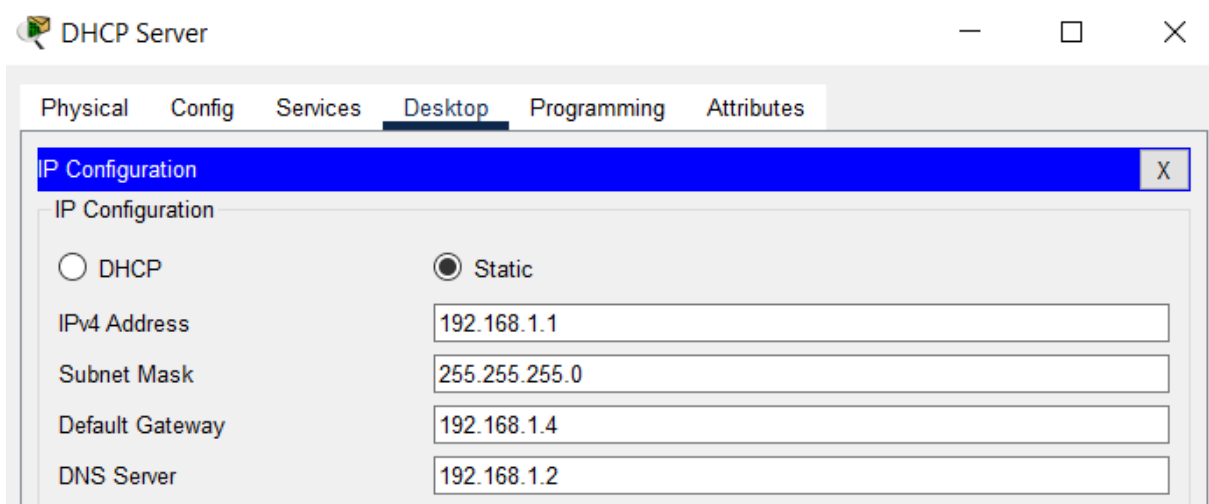 DHCP Server
Physical Config Services Desktop Programming Attributes
IP Configuration X
IP Configuration
DHCP Static
IPv4 Address 192.168.1.1
Subnet Mask 255.255.255.0
Default Gateway 192.168.1.4
DNS Server 192.168.1.2